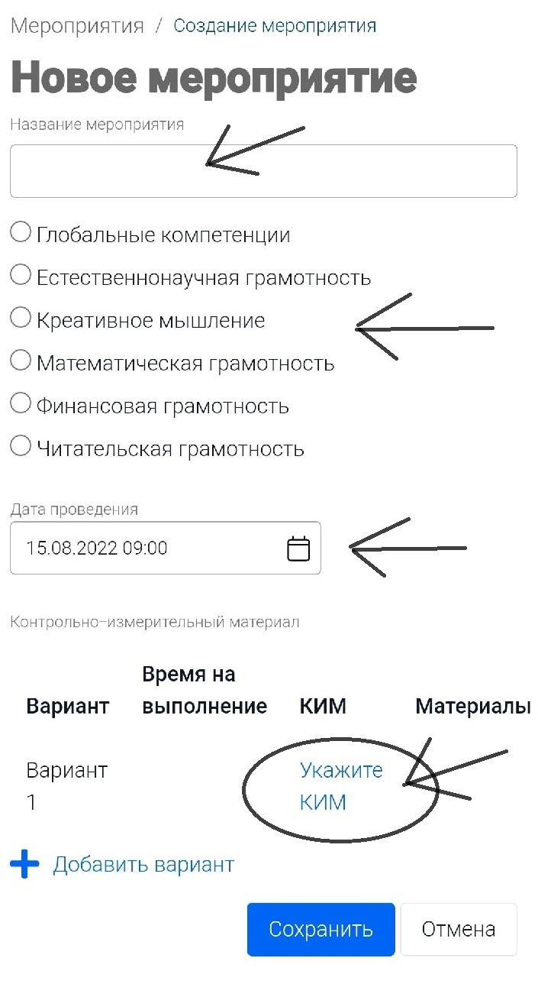 Мероприятия / Создание мероприятия
Новое мероприятие
Название мероприятия
Глобальные компетенции
Естественнонаучная грамотность
Креативное мышление
Математическая грамотность
Финансовая грамотность
Читательская грамотность
Дата проведения
15.08.2022 09:00
Контрольно-измерительный материал
Вариант Время на выполнение КИМ Материалы
Вариант 1 Укажите КИМ
Добавить вариант
Сохранить Отмена